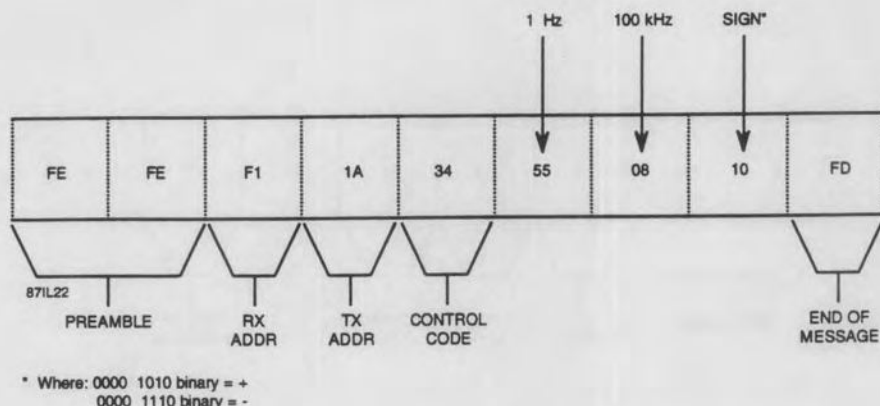 1 Hz 100 kHz SIGN*
FE FE F1 1A 34 55 08 10 FD
87IL22
PREAMBLE RX ADDR TX ADDR CONTROL CODE END OF MESSAGE
* Where: 0000 1010 binary = +
0000 1110 binary = -